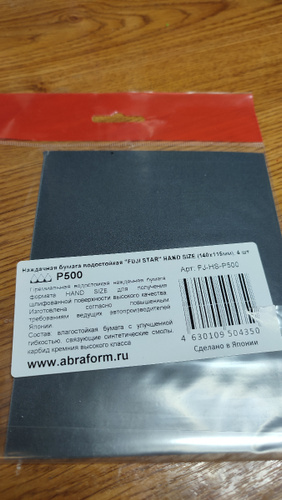 Наждачная бумага водостойкая "FUJI STAR" HAND SIZE (140х115мм), 4 шт
P500
Арт. FJ-HS-P500
Премиальная водостойкая наждачная бумага
формата HAND SIZE для получения
шлифованной поверхности высокого качества.
Изготовлена согласно повышенным
требованиям ведущих автопроизводителей
Японии
Состав: влагостойкая бумага с улучшенной
гибкостью, связующие синтетические смолы,
карбид кремния высокого класса
4 630109 504350
www.abraform.ru
Сделано в Японии